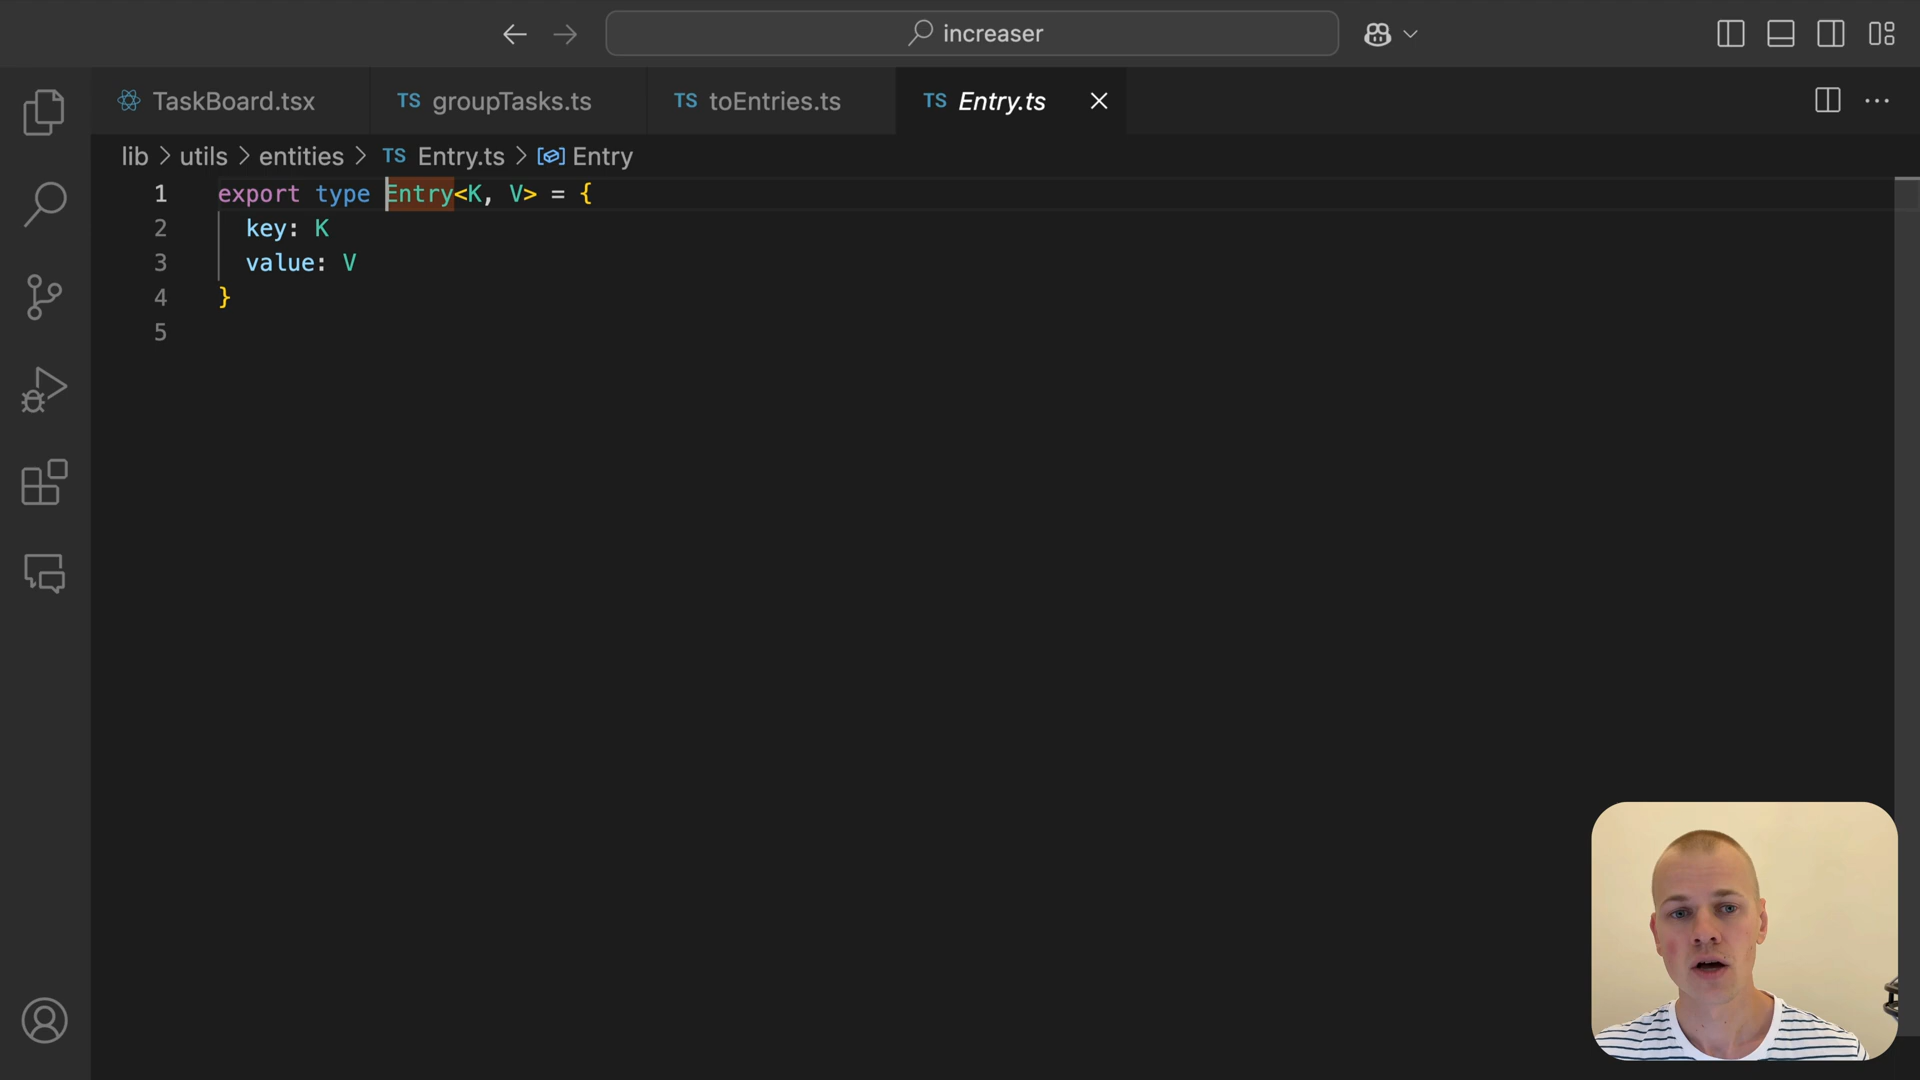 increaser
TaskBoard.tsx
TS groupTasks.ts
TS toEntries.ts
TS Entry.ts
lib > utils > entities > TS Entry.ts > Entry
1 export type Entry<K, V> = {
2 key: K
3 value: V
4 }
5